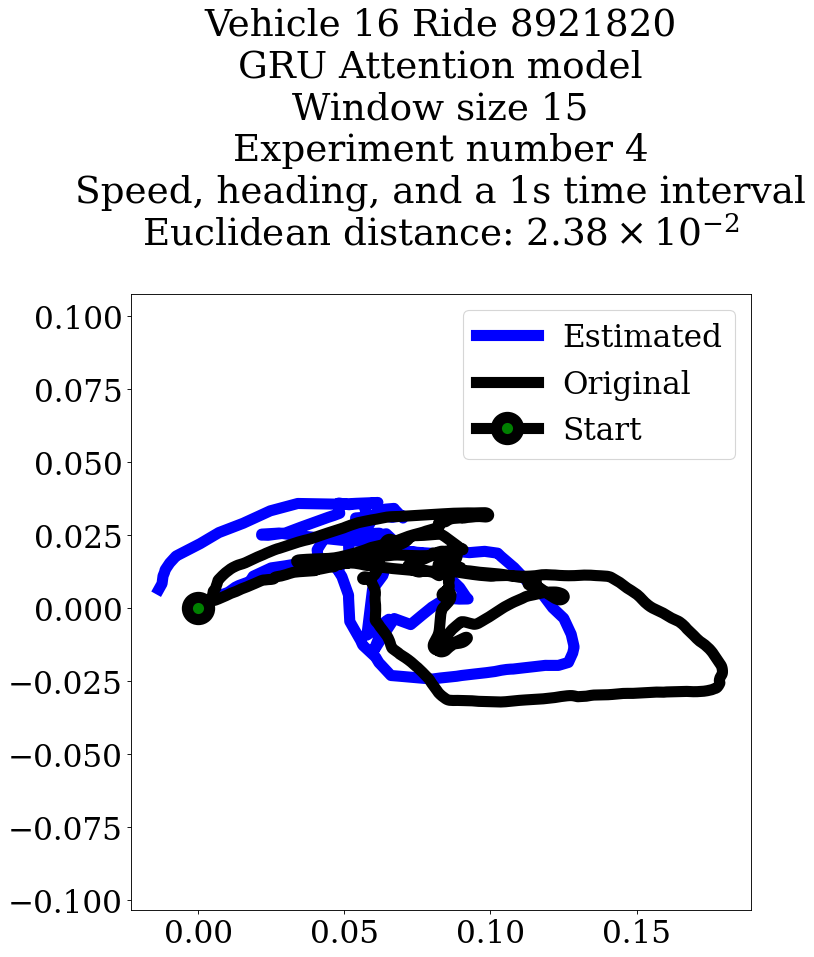 Vehicle 16 Ride 8921820
GRU Attention model
Window size 15
Experiment number 4
Speed, heading, and a 1s time interval
Euclidean distance: 2.38 × 10⁻²
Estimated
Original
Start
0.100
0.075
0.050
0.025
0.000
−0.025
−0.050
−0.075
−0.100
0.00 0.05 0.10 0.15